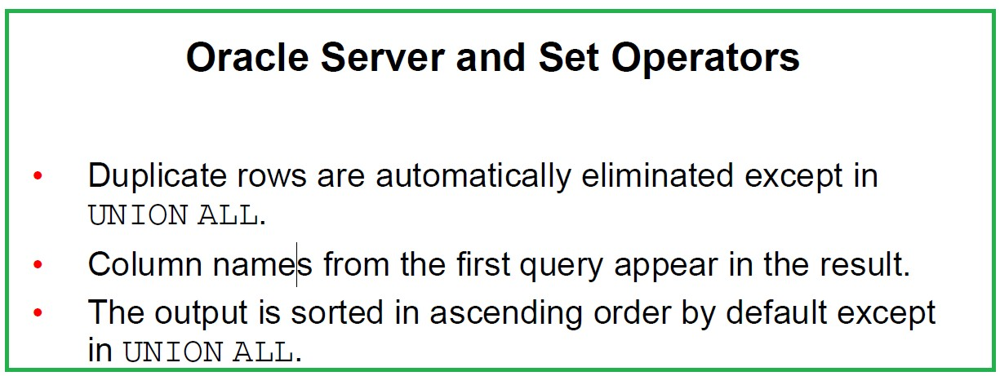 Oracle Server and Set Operators
• Duplicate rows are automatically eliminated except in
UNION ALL.
• Column names from the first query appear in the result.
• The output is sorted in ascending order by default except
in UNION ALL.